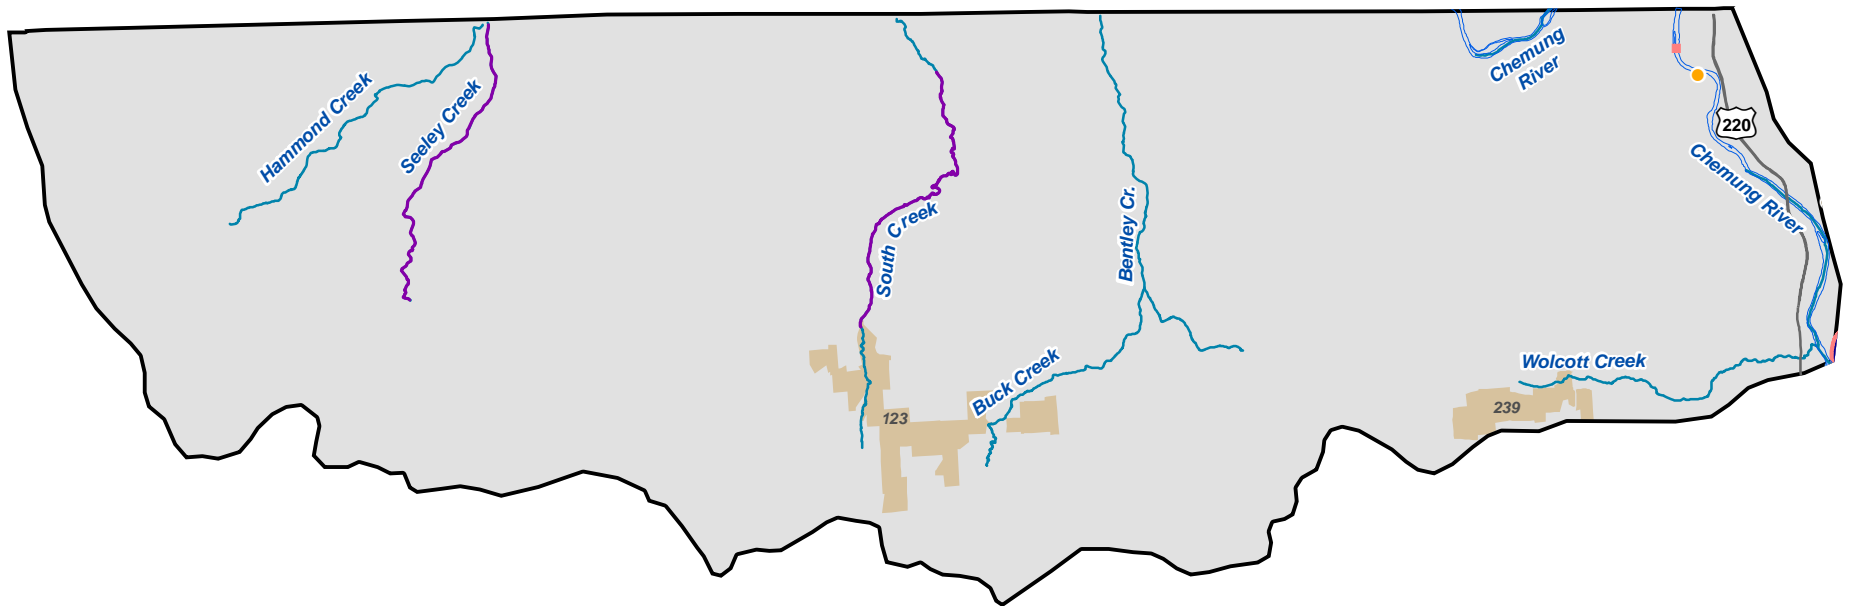 Chemung
River
Hammond Creek
Seeley Creek
220
Chemung River
South Creek
Bentley Cr.
Buck Creek
Wolcott Creek
123
239